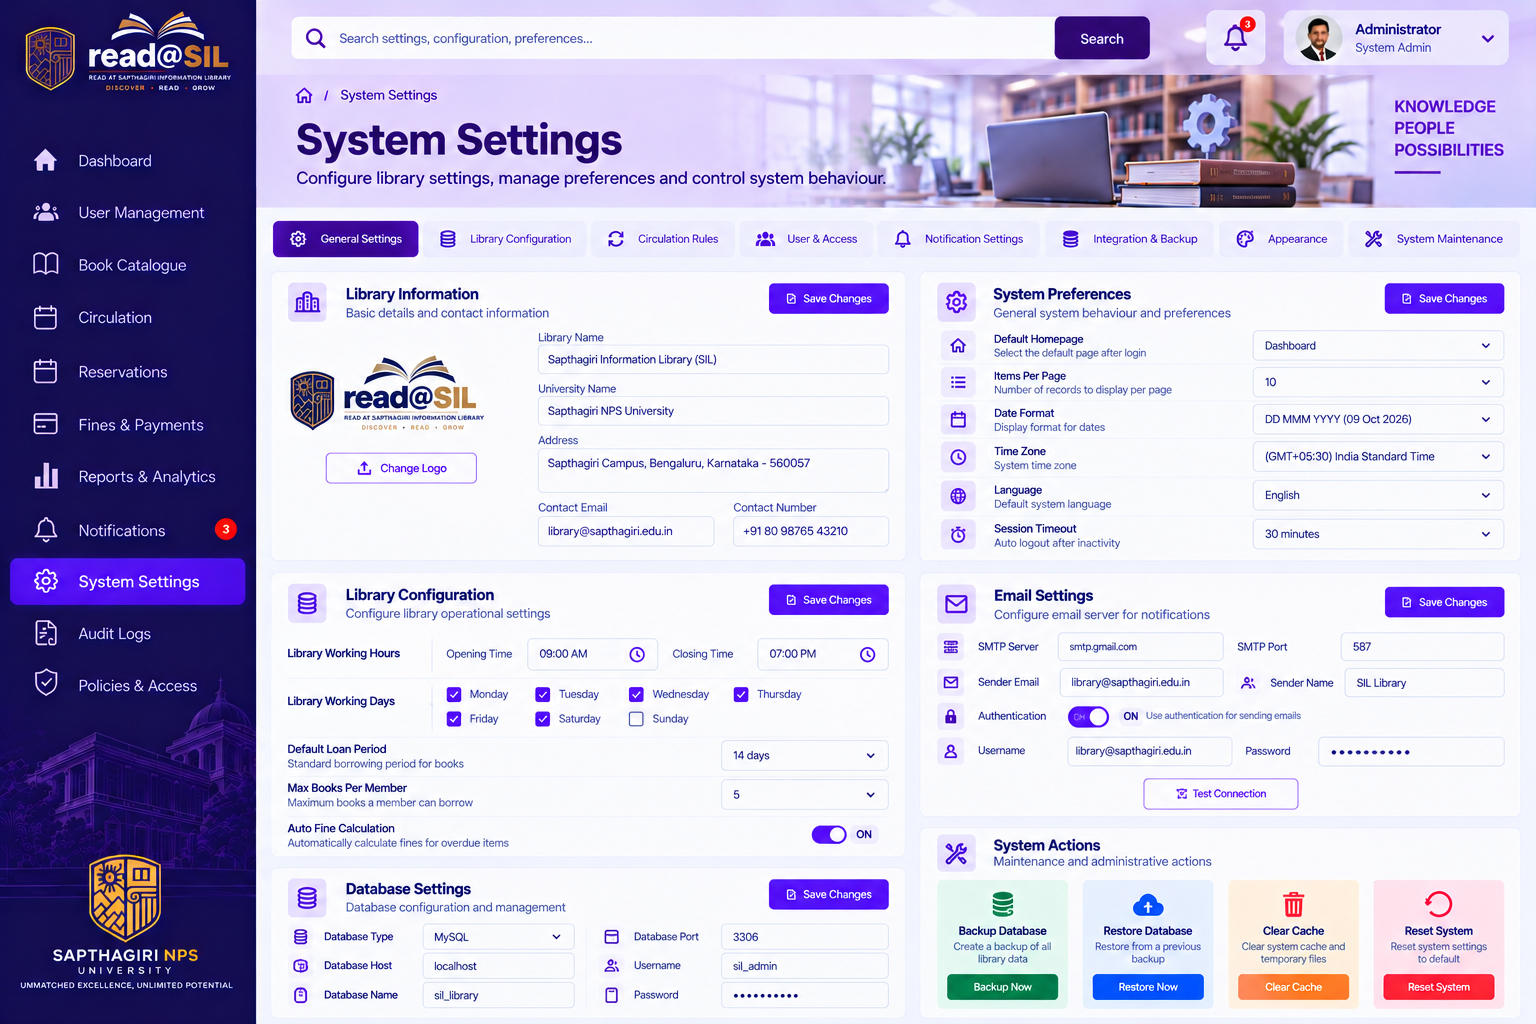 read@SIL
READ AT SAPTHAGIRI INFORMATION LIBRARY
DISCOVER • READ • GROW
Search settings, configuration, preferences...
Search
3
Administrator
System Admin
/ System Settings
System Settings
Configure library settings, manage preferences and control system behaviour.
KNOWLEDGE
PEOPLE
POSSIBILITIES
Dashboard
User Management
Book Catalogue
Circulation
Reservations
Fines & Payments
Reports & Analytics
Notifications 3
System Settings
Audit Logs
Policies & Access
SAPTHAGIRI NPS
UNIVERSITY
UNMATCHED EXCELLENCE, UNLIMITED POTENTIAL
General Settings
Library Configuration
Circulation Rules
User & Access
Notification Settings
Integration & Backup
Appearance
System Maintenance
Library Information
Basic details and contact information
Save Changes
read@SIL
READ AT SAPTHAGIRI INFORMATION LIBRARY
DISCOVER • READ • GROW
Change Logo
Library Name
Sapthagiri Information Library (SIL)
University Name
Sapthagiri NPS University
Address
Sapthagiri Campus, Bengaluru, Karnataka - 560057
Contact Email
library@sapthagiri.edu.in
Contact Number
+91 80 98765 43210
System Preferences
General system behaviour and preferences
Save Changes
Default Homepage
Select the default page after login
Dashboard
Items Per Page
Number of records to display per page
10
Date Format
Display format for dates
DD MMM YYYY (09 Oct 2026)
Time Zone
System time zone
(GMT+05:30) India Standard Time
Language
Default system language
English
Session Timeout
Auto logout after inactivity
30 minutes
Library Configuration
Configure library operational settings
Save Changes
Library Working Hours
Opening Time
09:00 AM
Closing Time
07:00 PM
Library Working Days
Monday
Tuesday
Wednesday
Thursday
Friday
Saturday
Sunday
Default Loan Period
Standard borrowing period for books
14 days
Max Books Per Member
Maximum books a member can borrow
5
Auto Fine Calculation
Automatically calculate fines for overdue items
ON
Email Settings
Configure email server for notifications
Save Changes
SMTP Server
smtp.gmail.com
SMTP Port
587
Sender Email
library@sapthagiri.edu.in
Sender Name
SIL Library
Authentication
ON
Use authentication for sending emails
Username
library@sapthagiri.edu.in
Password
••••••••••
Test Connection
Database Settings
Database configuration and management
Save Changes
Database Type
MySQL
Database Port
3306
Database Host
localhost
Username
sil_admin
Database Name
sil_library
Password
••••••••••
System Actions
Maintenance and administrative actions
Backup Database
Create a backup of all
library data
Backup Now
Restore Database
Restore from a previous
backup
Restore Now
Clear Cache
Clear system cache and
temporary files
Clear Cache
Reset System
Reset system settings
to default
Reset System